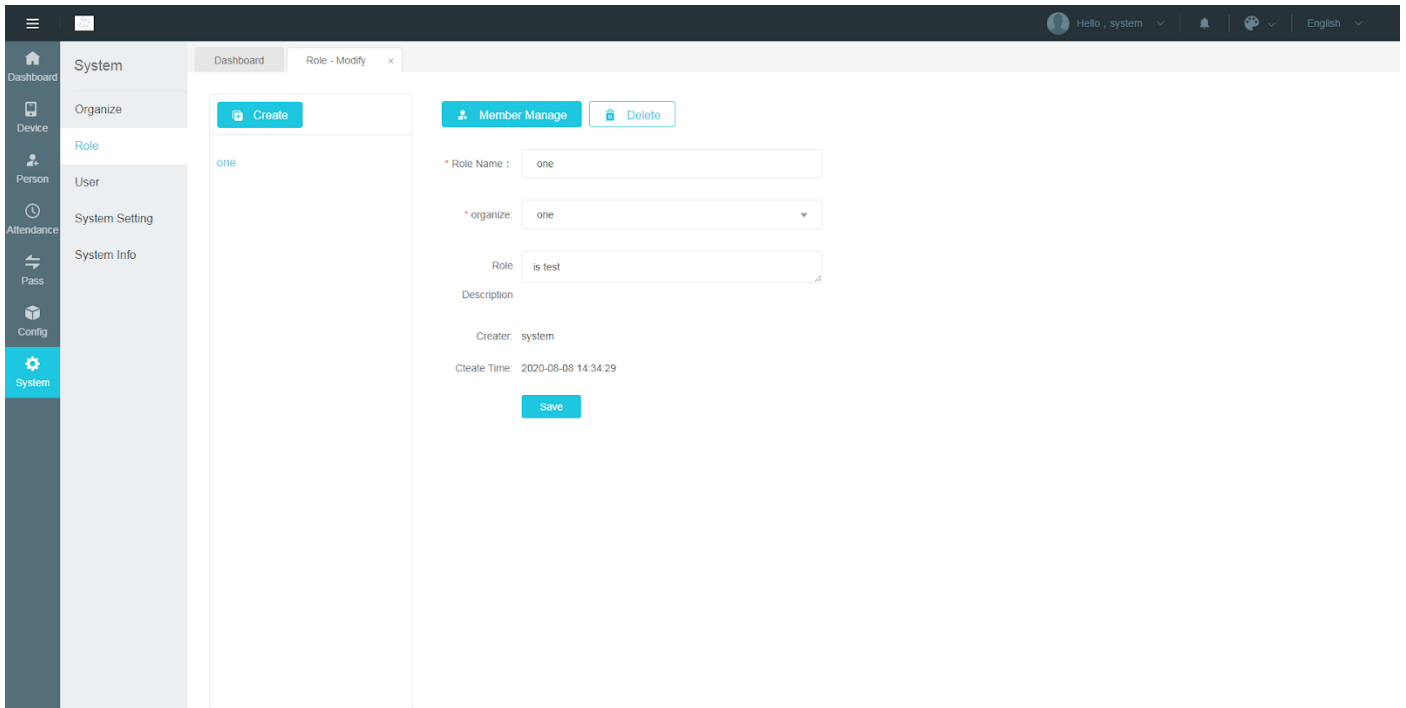 Hello , system
English
Dashboard
Device
Person
Attendance
Pass
Config
System
System
Organize
Role
User
System Setting
System Info
Dashboard
Role - Modify ×
Create
one
Member Manage
Delete
* Role Name : one
* organize: one
Role is test
Description
Creater: system
Cteate Time: 2020-08-08 14:34:29
Save